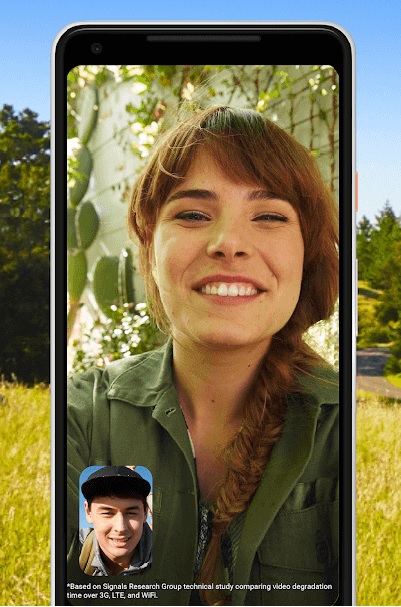 *Based on Signals Research Group technical study comparing video degradation
time over 3G, LTE, and WiFi.